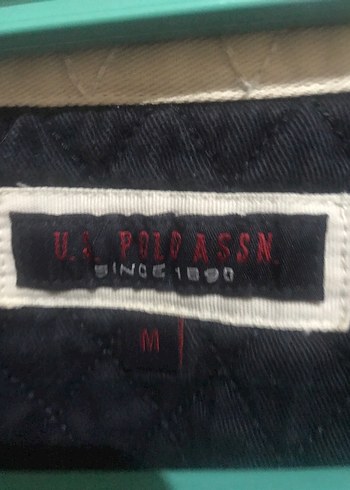 U.S. POLO ASSN.
SINCE 1890
M